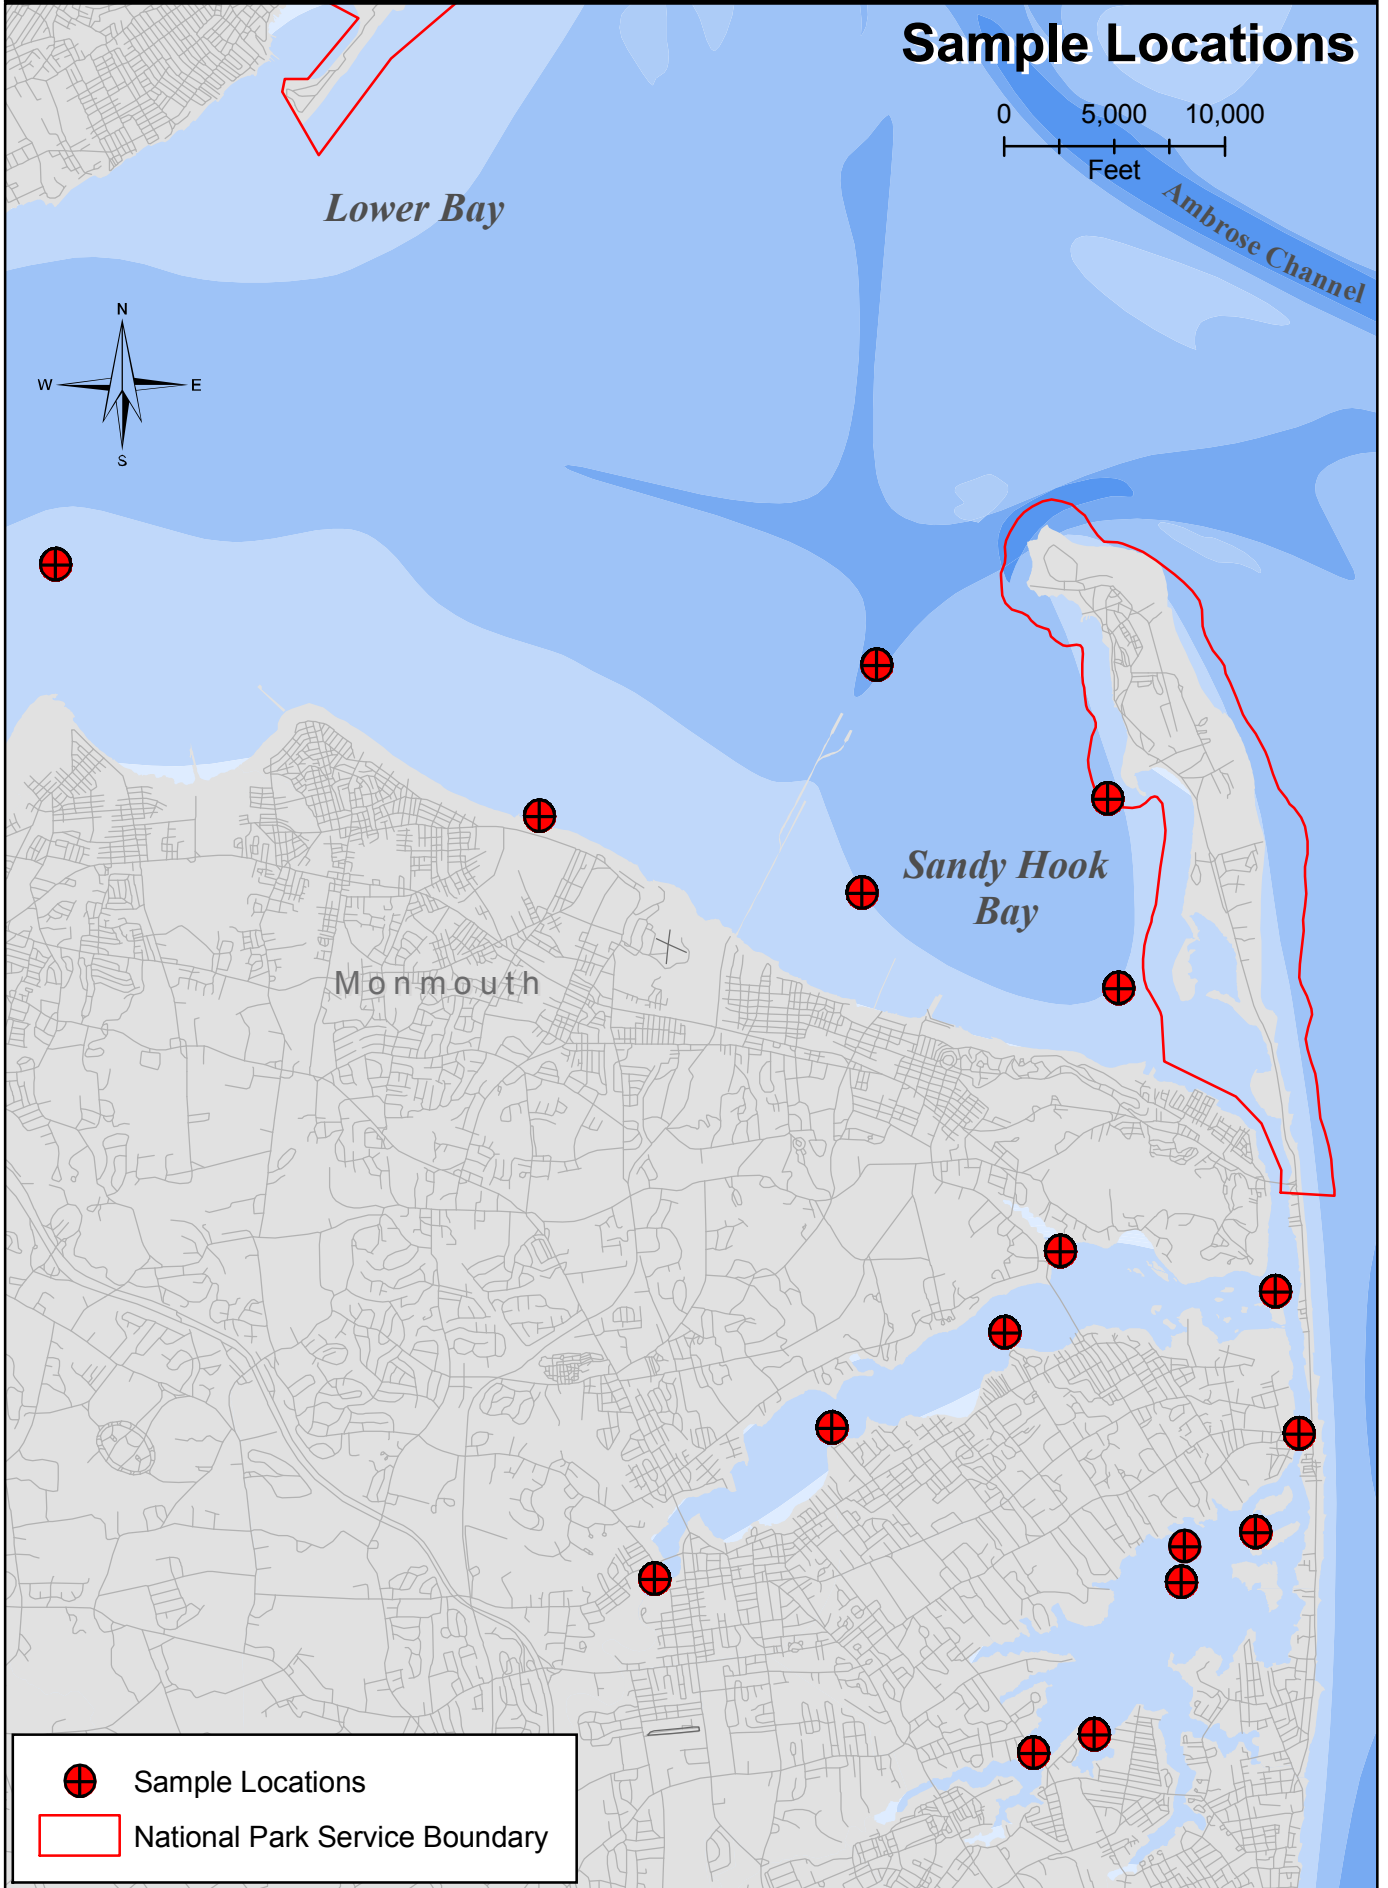 Sample Locations
0 5,000 10,000
Feet
Ambrose Channel
Lower Bay
N
W E
S
Sandy Hook
Bay
Monmouth
Sample Locations
National Park Service Boundary